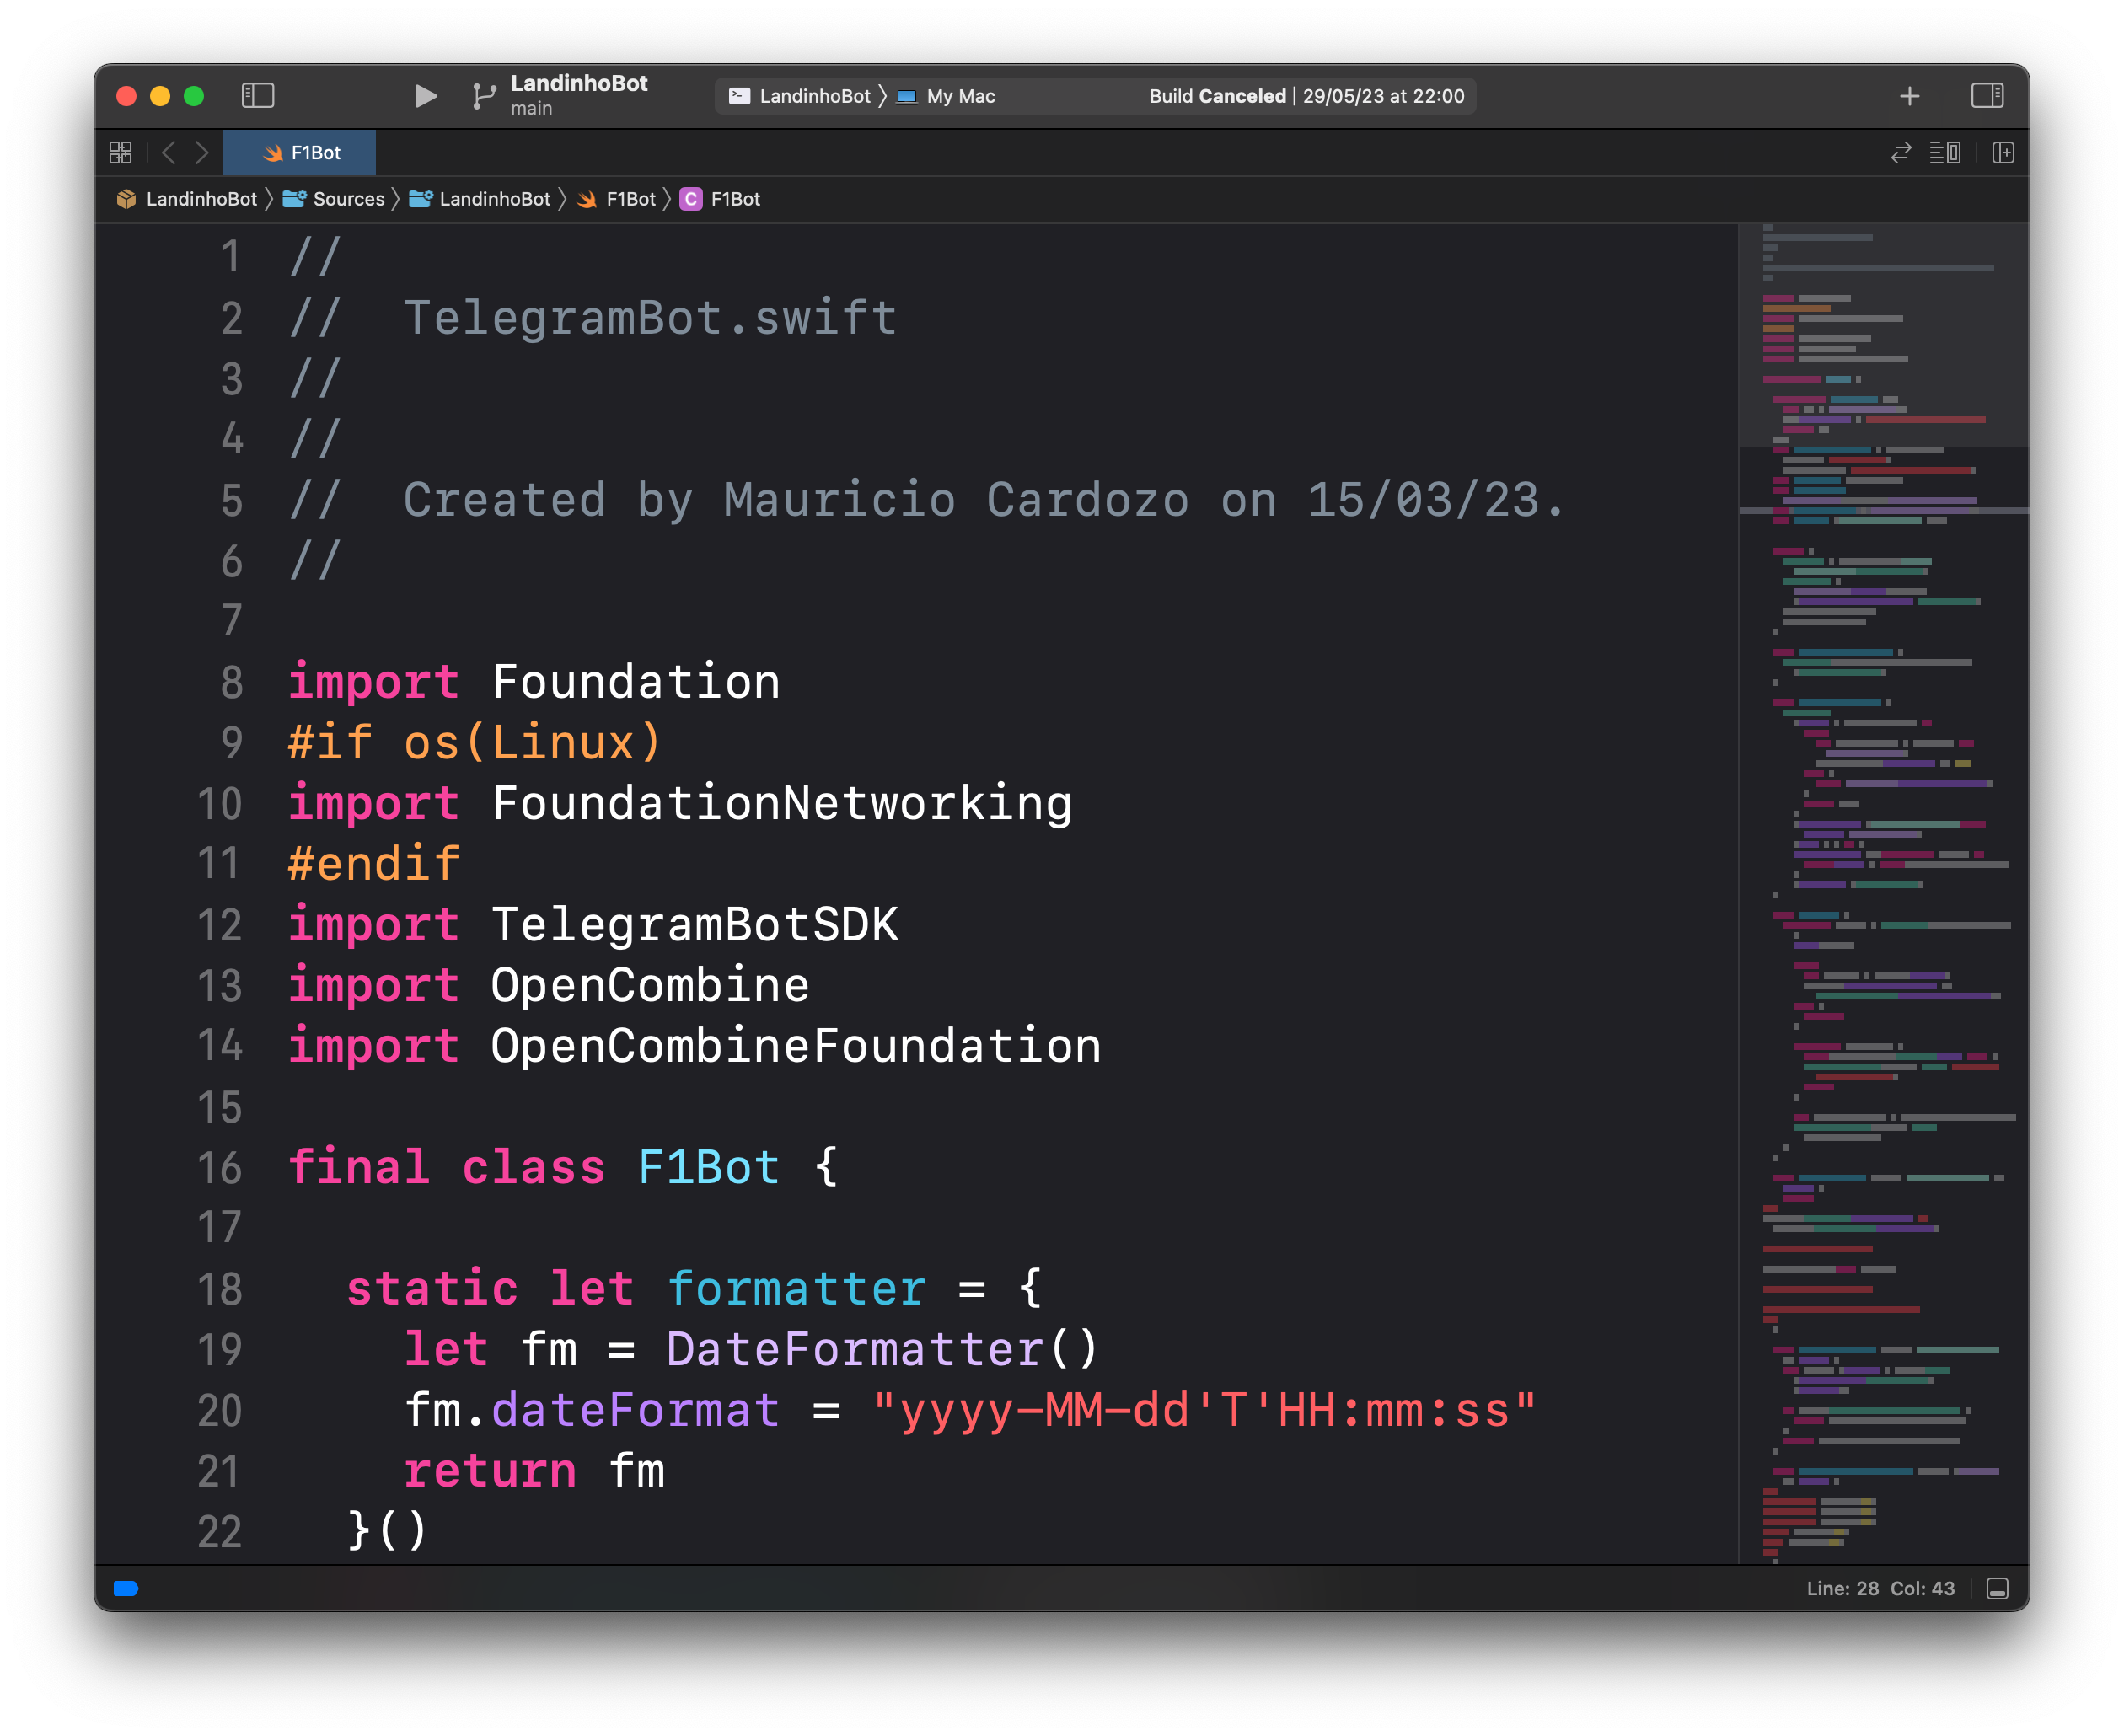 LandinhoBot
main
LandinhoBot 〉 My Mac
Build Canceled | 29/05/23 at 22:00
F1Bot
LandinhoBot 〉 Sources 〉 LandinhoBot 〉 F1Bot 〉 C F1Bot
1 //
2 //  TelegramBot.swift
3 //
4 //
5 //  Created by Mauricio Cardozo on 15/03/23.
6 //
7
8 import Foundation
9 #if os(Linux)
10 import FoundationNetworking
11 #endif
12 import TelegramBotSDK
13 import OpenCombine
14 import OpenCombineFoundation
15
16 final class F1Bot {
17
18   static let formatter = {
19     let fm = DateFormatter()
20     fm.dateFormat = "yyyy-MM-dd'T'HH:mm:ss"
21     return fm
22   }()
Line: 28 Col: 43